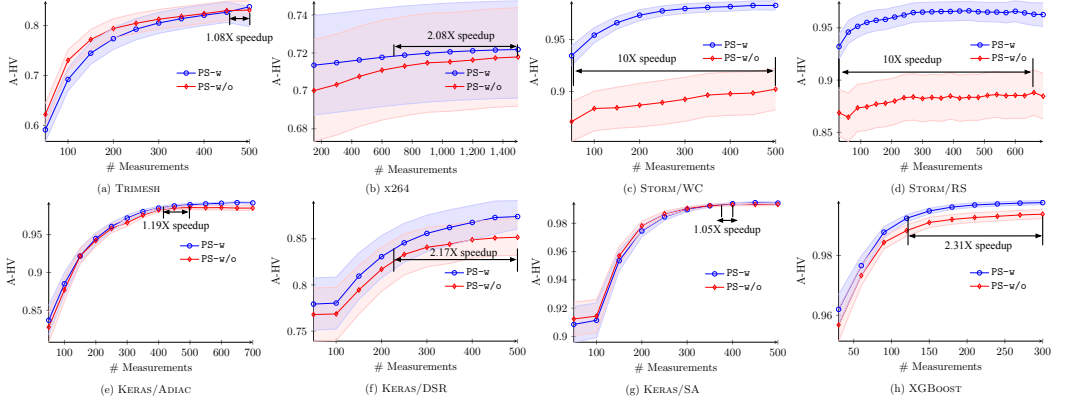 A-HV
0.8
0.7
0.6
1.08X speedup
PS-w
PS-w/o
100 200 300 400 500
# Measurements
(a) TRIMESH
A-HV
0.74
0.72
0.7
0.68
2.08X speedup
PS-w
PS-w/o
200 400 600 800 1,000 1,200 1,400
# Measurements
(b) x264
A-HV
0.95
0.9
10X speedup
PS-w
PS-w/o
100 200 300 400 500
# Measurements
(c) STORM/WC
A-HV
0.95
0.9
0.85
10X speedup
PS-w
PS-w/o
100 200 300 400 500 600
# Measurements
(d) STORM/RS
A-HV
1
0.95
0.9
0.85
1.19X speedup
PS-w
PS-w/o
100 200 300 400 500 600 700
# Measurements
(e) KERAS/ADIAC
A-HV
0.85
0.8
0.75
2.17X speedup
PS-w
PS-w/o
100 200 300 400 500
# Measurements
(f) KERAS/DSR
A-HV
0.98
0.96
0.94
0.92
0.9
1.05X speedup
PS-w
PS-w/o
100 200 300 400 500
# Measurements
(g) KERAS/SA
A-HV
0.98
0.96
2.31X speedup
PS-w
PS-w/o
50 100 150 200 250 300
# Measurements
(h) XGBOOST